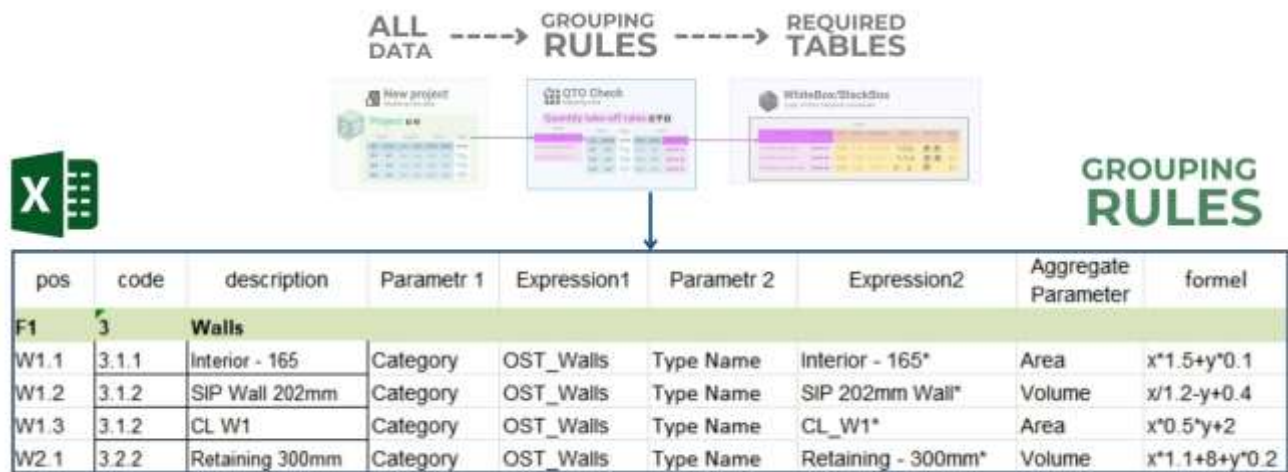 ALL DATA
GROUPING RULES
REQUIRED TABLES
New project
Project
QTO Check
Quantity take-off rules QTO
WhiteBox/BlackBox
X
GROUPING RULES
pos code description Parametr 1 Expression1 Parametr 2 Expression2 Aggregate Parameter formel
F1 3 Walls
W1.1 3.1.1 Interior - 165 Category OST_Walls Type Name Interior - 165* Area x*1.5+y*0.1
W1.2 3.1.2 SIP Wall 202mm Category OST_Walls Type Name SIP 202mm Wall* Volume x/1.2-y+0.4
W1.3 3.1.2 CL W1 Category OST_Walls Type Name CL_W1* Area x*0.5*y+2
W2.1 3.2.2 Retaining 300mm Category OST_Walls Type Name Retaining - 300mm* Volume x*1.1+8+y*0.2